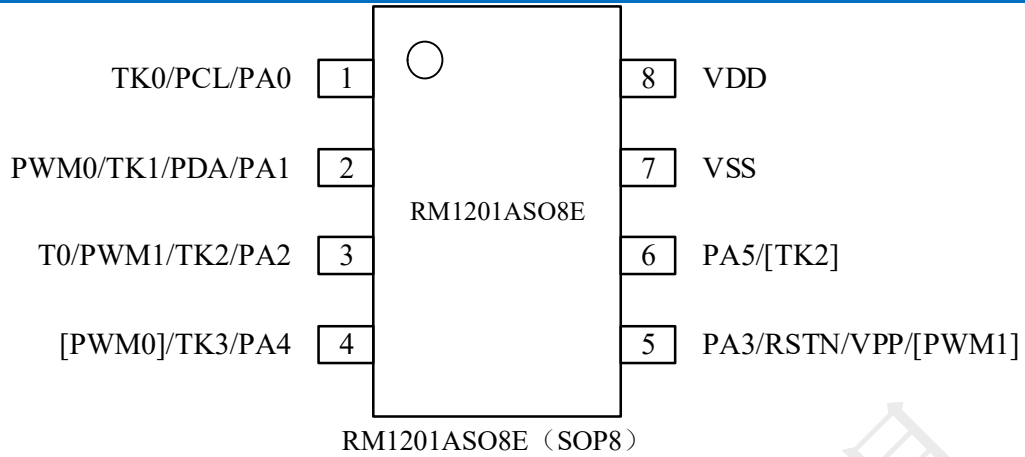 TK0/PCL/PA0 1 8 VDD
PWM0/TK1/PDA/PA1 2 7 VSS
RM1201ASO8E
T0/PWM1/TK2/PA2 3 6 PA5/[TK2]
[PWM0]/TK3/PA4 4 5 PA3/RSTN/VPP/[PWM1]
RM1201ASO8E（SOP8）